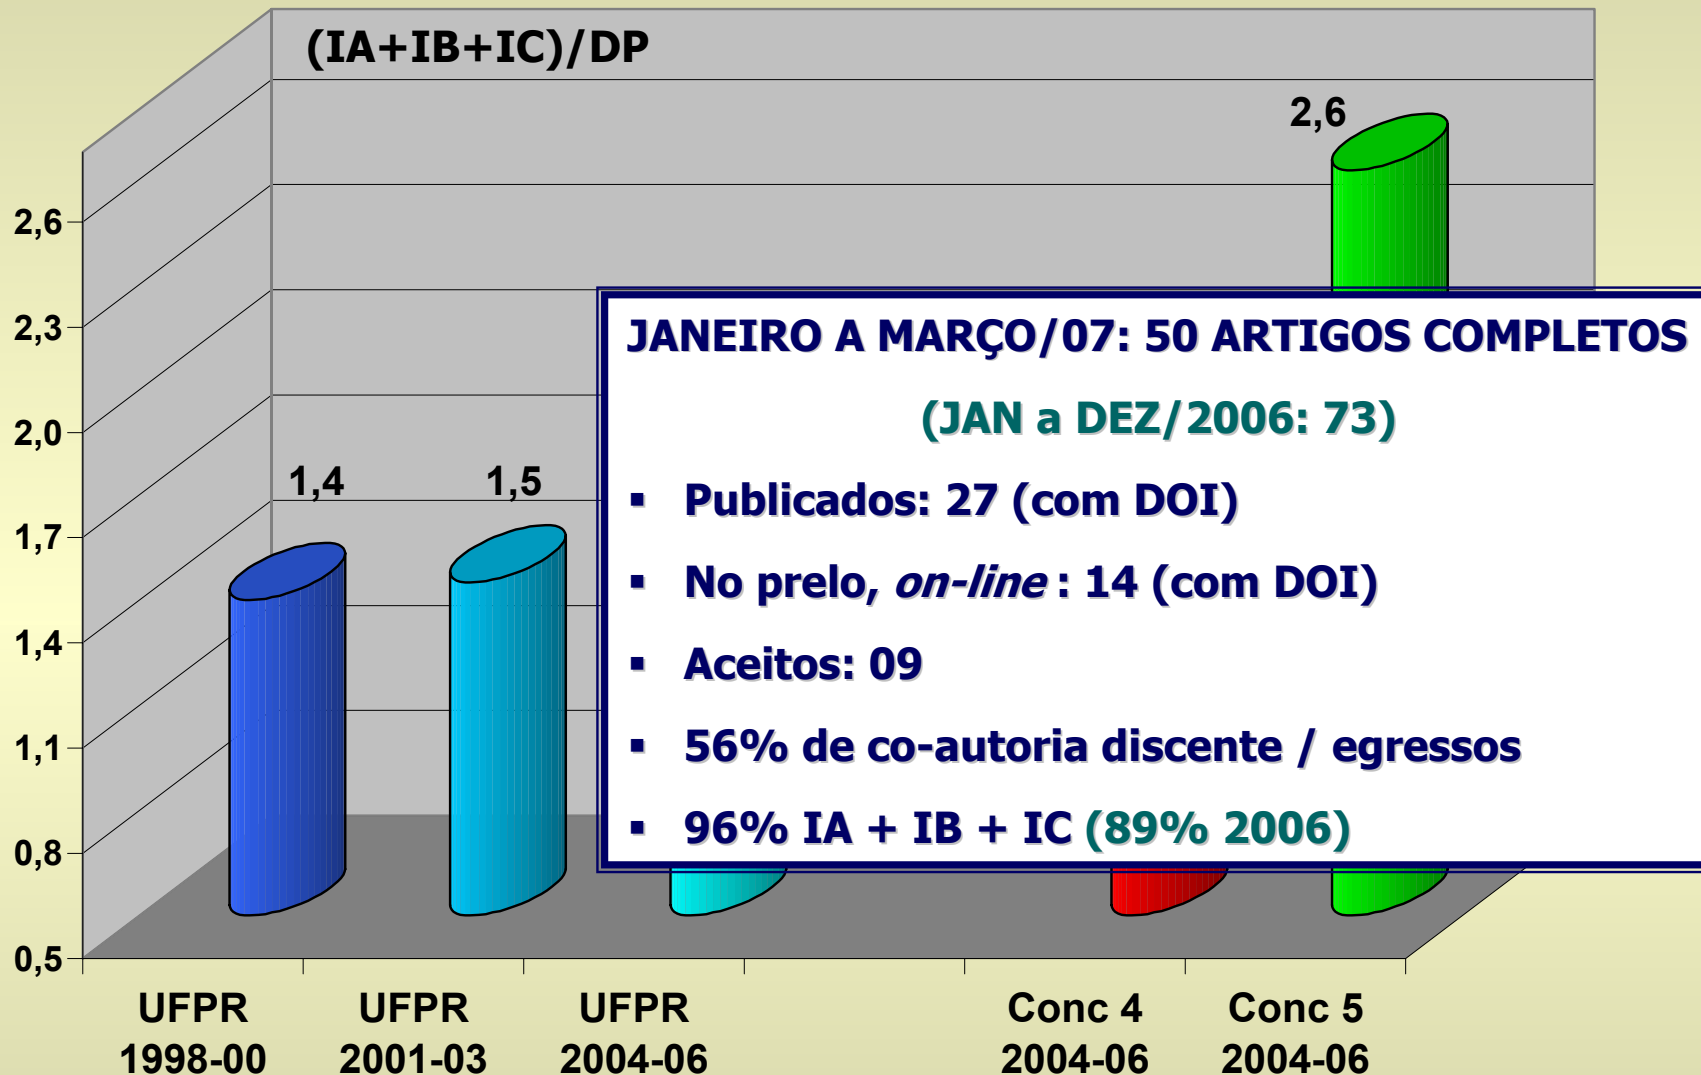 (IA+IB+IC)/DP
2,6
2,6
2,3
2,0
1,7
1,4
1,1
0,8
0,5
1,4
1,5
JANEIRO A MARÇO/07: 50 ARTIGOS COMPLETOS
(JAN a DEZ/2006: 73)
▪ Publicados: 27 (com DOI)
▪ No prelo, on-line : 14 (com DOI)
▪ Aceitos: 09
▪ 56% de co-autoria discente / egressos
▪ 96% IA + IB + IC (89% 2006)
UFPR
1998-00
UFPR
2001-03
UFPR
2004-06
Conc 4
2004-06
Conc 5
2004-06